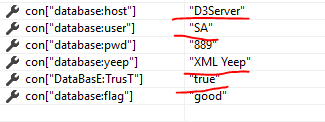 con["database:host"] "D3Server"
con["database:user"] "SA"
con["database:pwd"] "889"
con["database:yeep"] "XML Yeep"
con["DataBasE:TrusT"] "true"
con["database:flag"] "good"